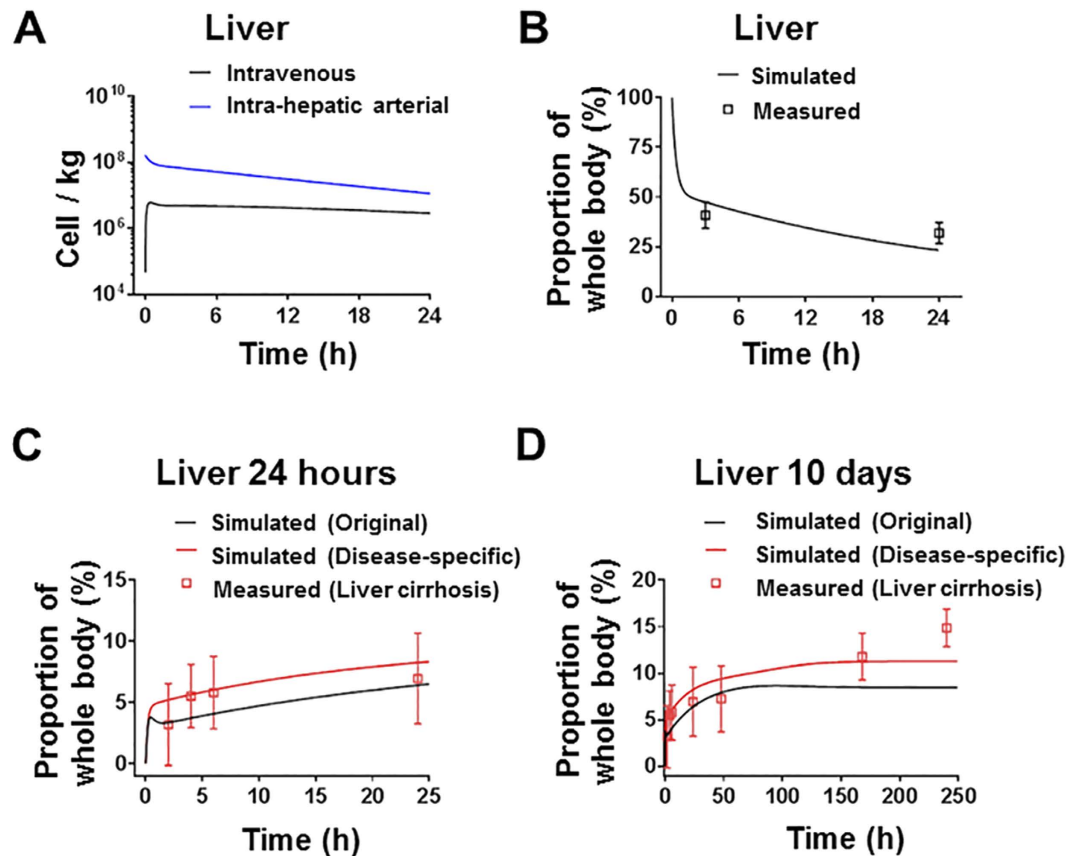 A
Liver
Intravenous
Intra-hepatic arterial
10^10
10^8
10^6
10^4
Cell / kg
0 6 12 18 24
Time (h)
B
Liver
Simulated
Measured
100
75
50
25
0
Proportion of
whole body (%)
0 6 12 18 24
Time (h)
C
Liver 24 hours
Simulated (Original)
Simulated (Disease-specific)
Measured (Liver cirrhosis)
15
10
5
0
Proportion of
whole body (%)
0 5 10 15 20 25
Time (h)
D
Liver 10 days
Simulated (Original)
Simulated (Disease-specific)
Measured (Liver cirrhosis)
20
15
10
5
0
Proportion of
whole body (%)
0 50 100 150 200 250
Time (h)